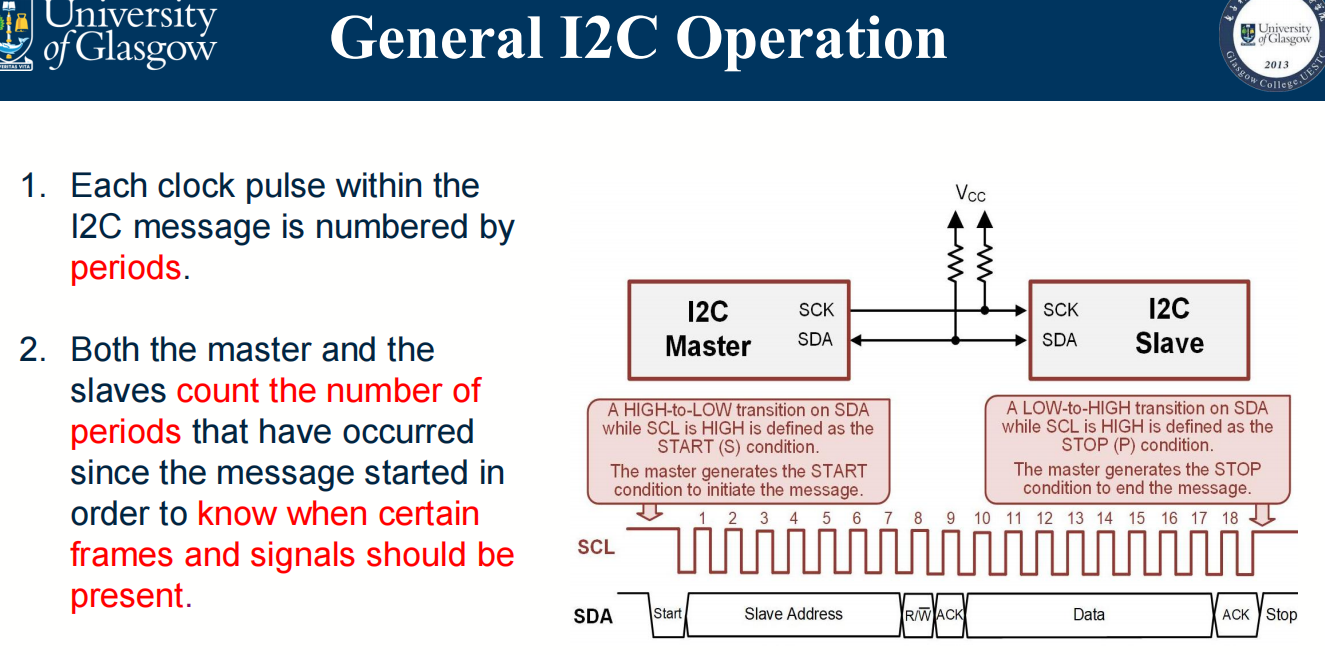 University
of Glasgow
VERITAS VITA
General I2C Operation
University
of Glasgow
2013
Glasgow College, UESTC
1. Each clock pulse within the
I2C message is numbered by
periods.
2. Both the master and the
slaves count the number of
periods that have occurred
since the message started in
order to know when certain
frames and signals should be
present.
VCC
I2C
Master
SCK
SDA
SCK
SDA
I2C
Slave
A HIGH-to-LOW transition on SDA
while SCL is HIGH is defined as the
START (S) condition.
The master generates the START
condition to initiate the message.
A LOW-to-HIGH transition on SDA
while SCL is HIGH is defined as the
STOP (P) condition.
The master generates the STOP
condition to end the message.
1 2 3 4 5 6 7 8 9 10 11 12 13 14 15 16 17 18
SCL
SDA Start Slave Address R/W̅ ACK Data ACK Stop